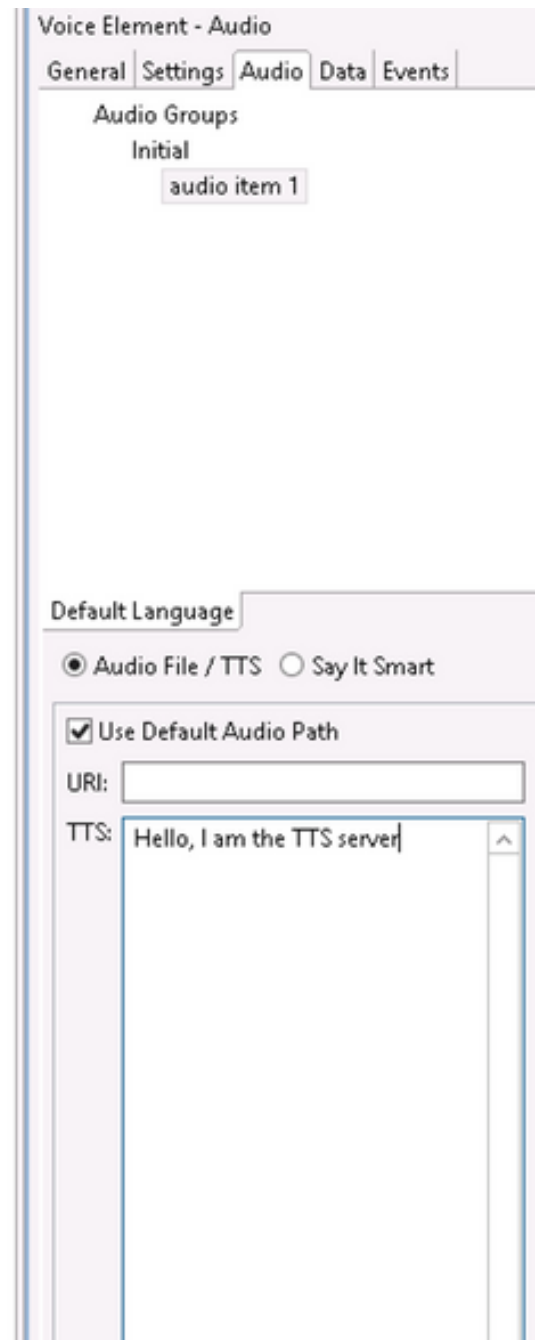 Voice Element - Audio
General Settings Audio Data Events
Audio Groups
Initial
audio item 1
Default Language
Audio File / TTS Say It Smart
Use Default Audio Path
URI:
TTS: Hello, I am the TTS server